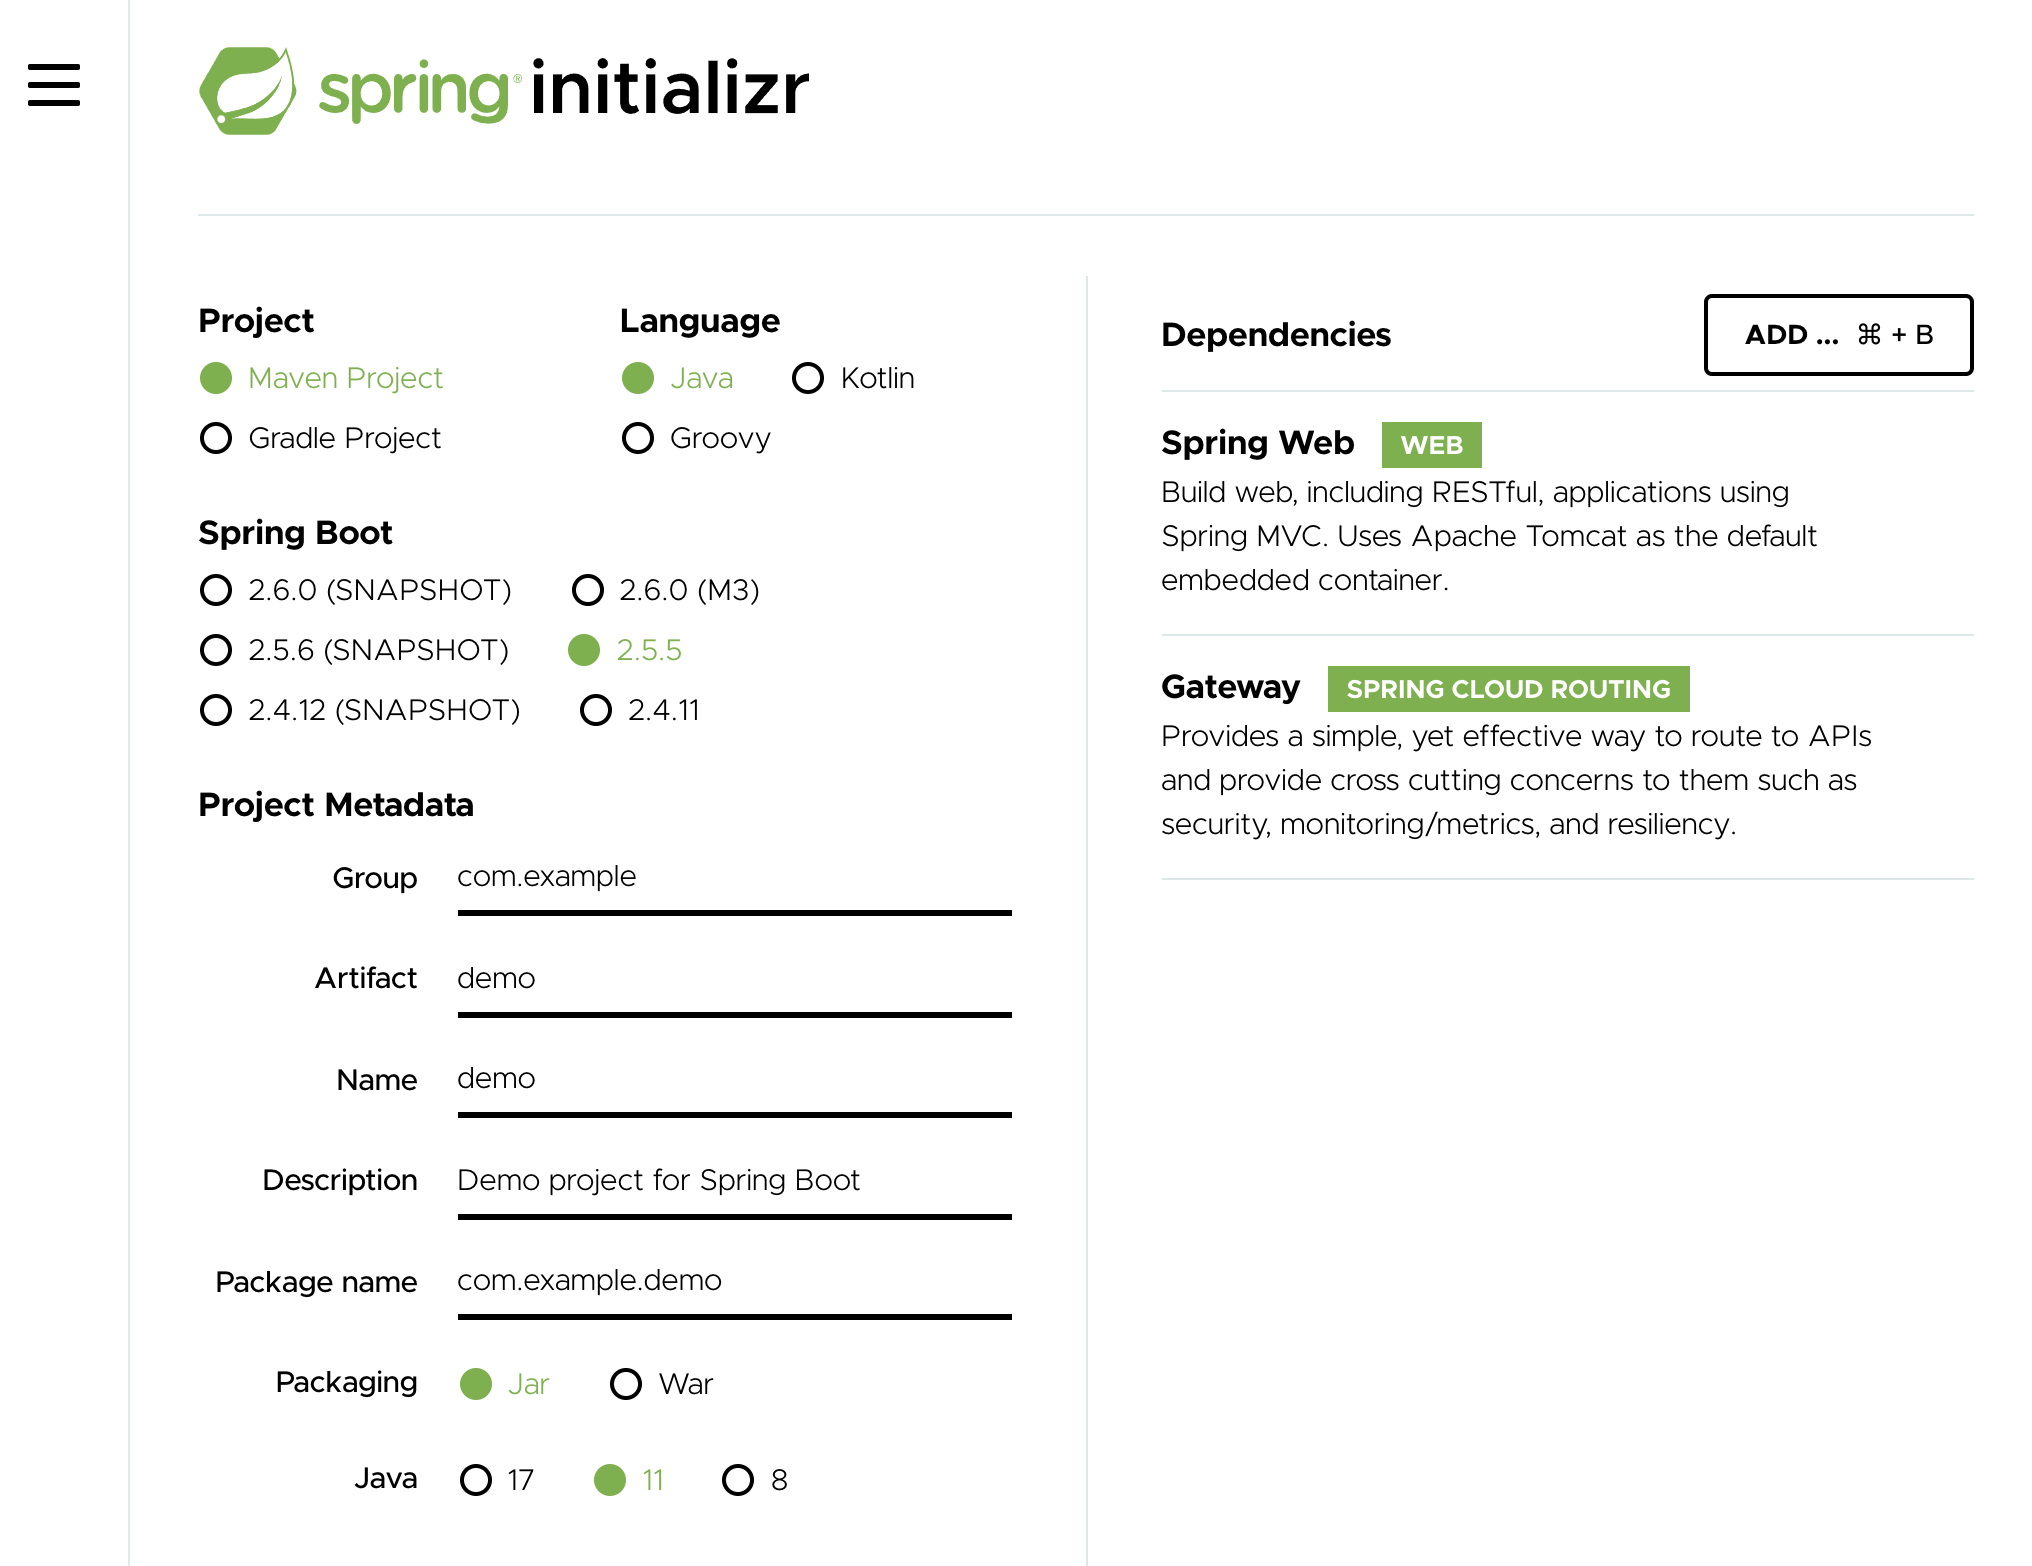 spring® initializr
Project
Maven Project
Gradle Project
Language
Java Kotlin
Groovy
Spring Boot
2.6.0 (SNAPSHOT) 2.6.0 (M3)
2.5.6 (SNAPSHOT) 2.5.5
2.4.12 (SNAPSHOT) 2.4.11
Project Metadata
Group com.example
Artifact demo
Name demo
Description Demo project for Spring Boot
Package name com.example.demo
Packaging Jar War
Java 17 11 8
Dependencies ADD ... ⌘ + B
Spring Web WEB
Build web, including RESTful, applications using
Spring MVC. Uses Apache Tomcat as the default
embedded container.
Gateway SPRING CLOUD ROUTING
Provides a simple, yet effective way to route to APIs
and provide cross cutting concerns to them such as
security, monitoring/metrics, and resiliency.